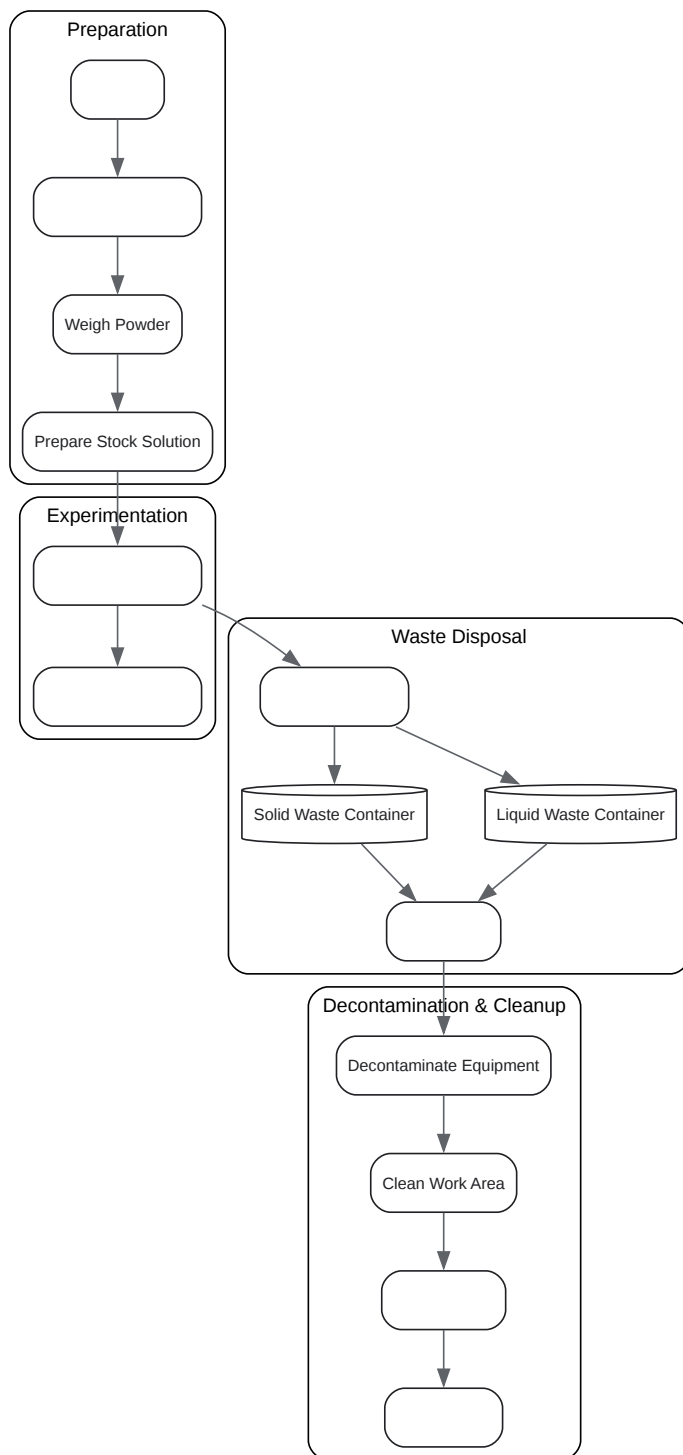 Preparation
Weigh Powder
Prepare Stock Solution
Experimentation
Waste Disposal
Solid Waste Container
Liquid Waste Container
Decontamination & Cleanup
Decontaminate Equipment
Clean Work Area